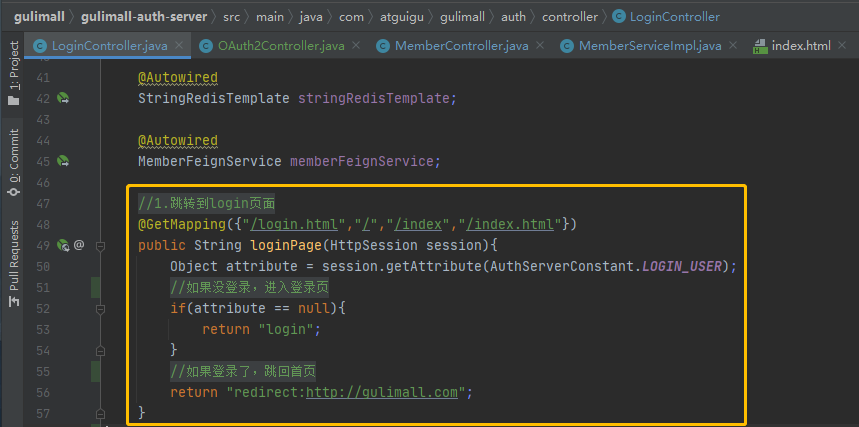 gulimall gulimall-auth-server src main java com atguigu gulimall auth controller LoginController
LoginController.java OAuth2Controller.java MemberController.java MemberServiceImpl.java index.html
1: Project
0: Commit
Pull Requests
41 @Autowired
42 StringRedisTemplate stringRedisTemplate;
43
44 @Autowired
45 MemberFeignService memberFeignService;
46
47 //1.跳转到login页面
48 @GetMapping({"/login.html","/","/index","/index.html"})
49 @ public String loginPage(HttpSession session){
50 Object attribute = session.getAttribute(AuthServerConstant.LOGIN_USER);
51 //如果没登录，进入登录页
52 if(attribute == null){
53 return "login";
54 }
55 //如果登录了，跳回首页
56 return "redirect:http://gulimall.com";
57 }